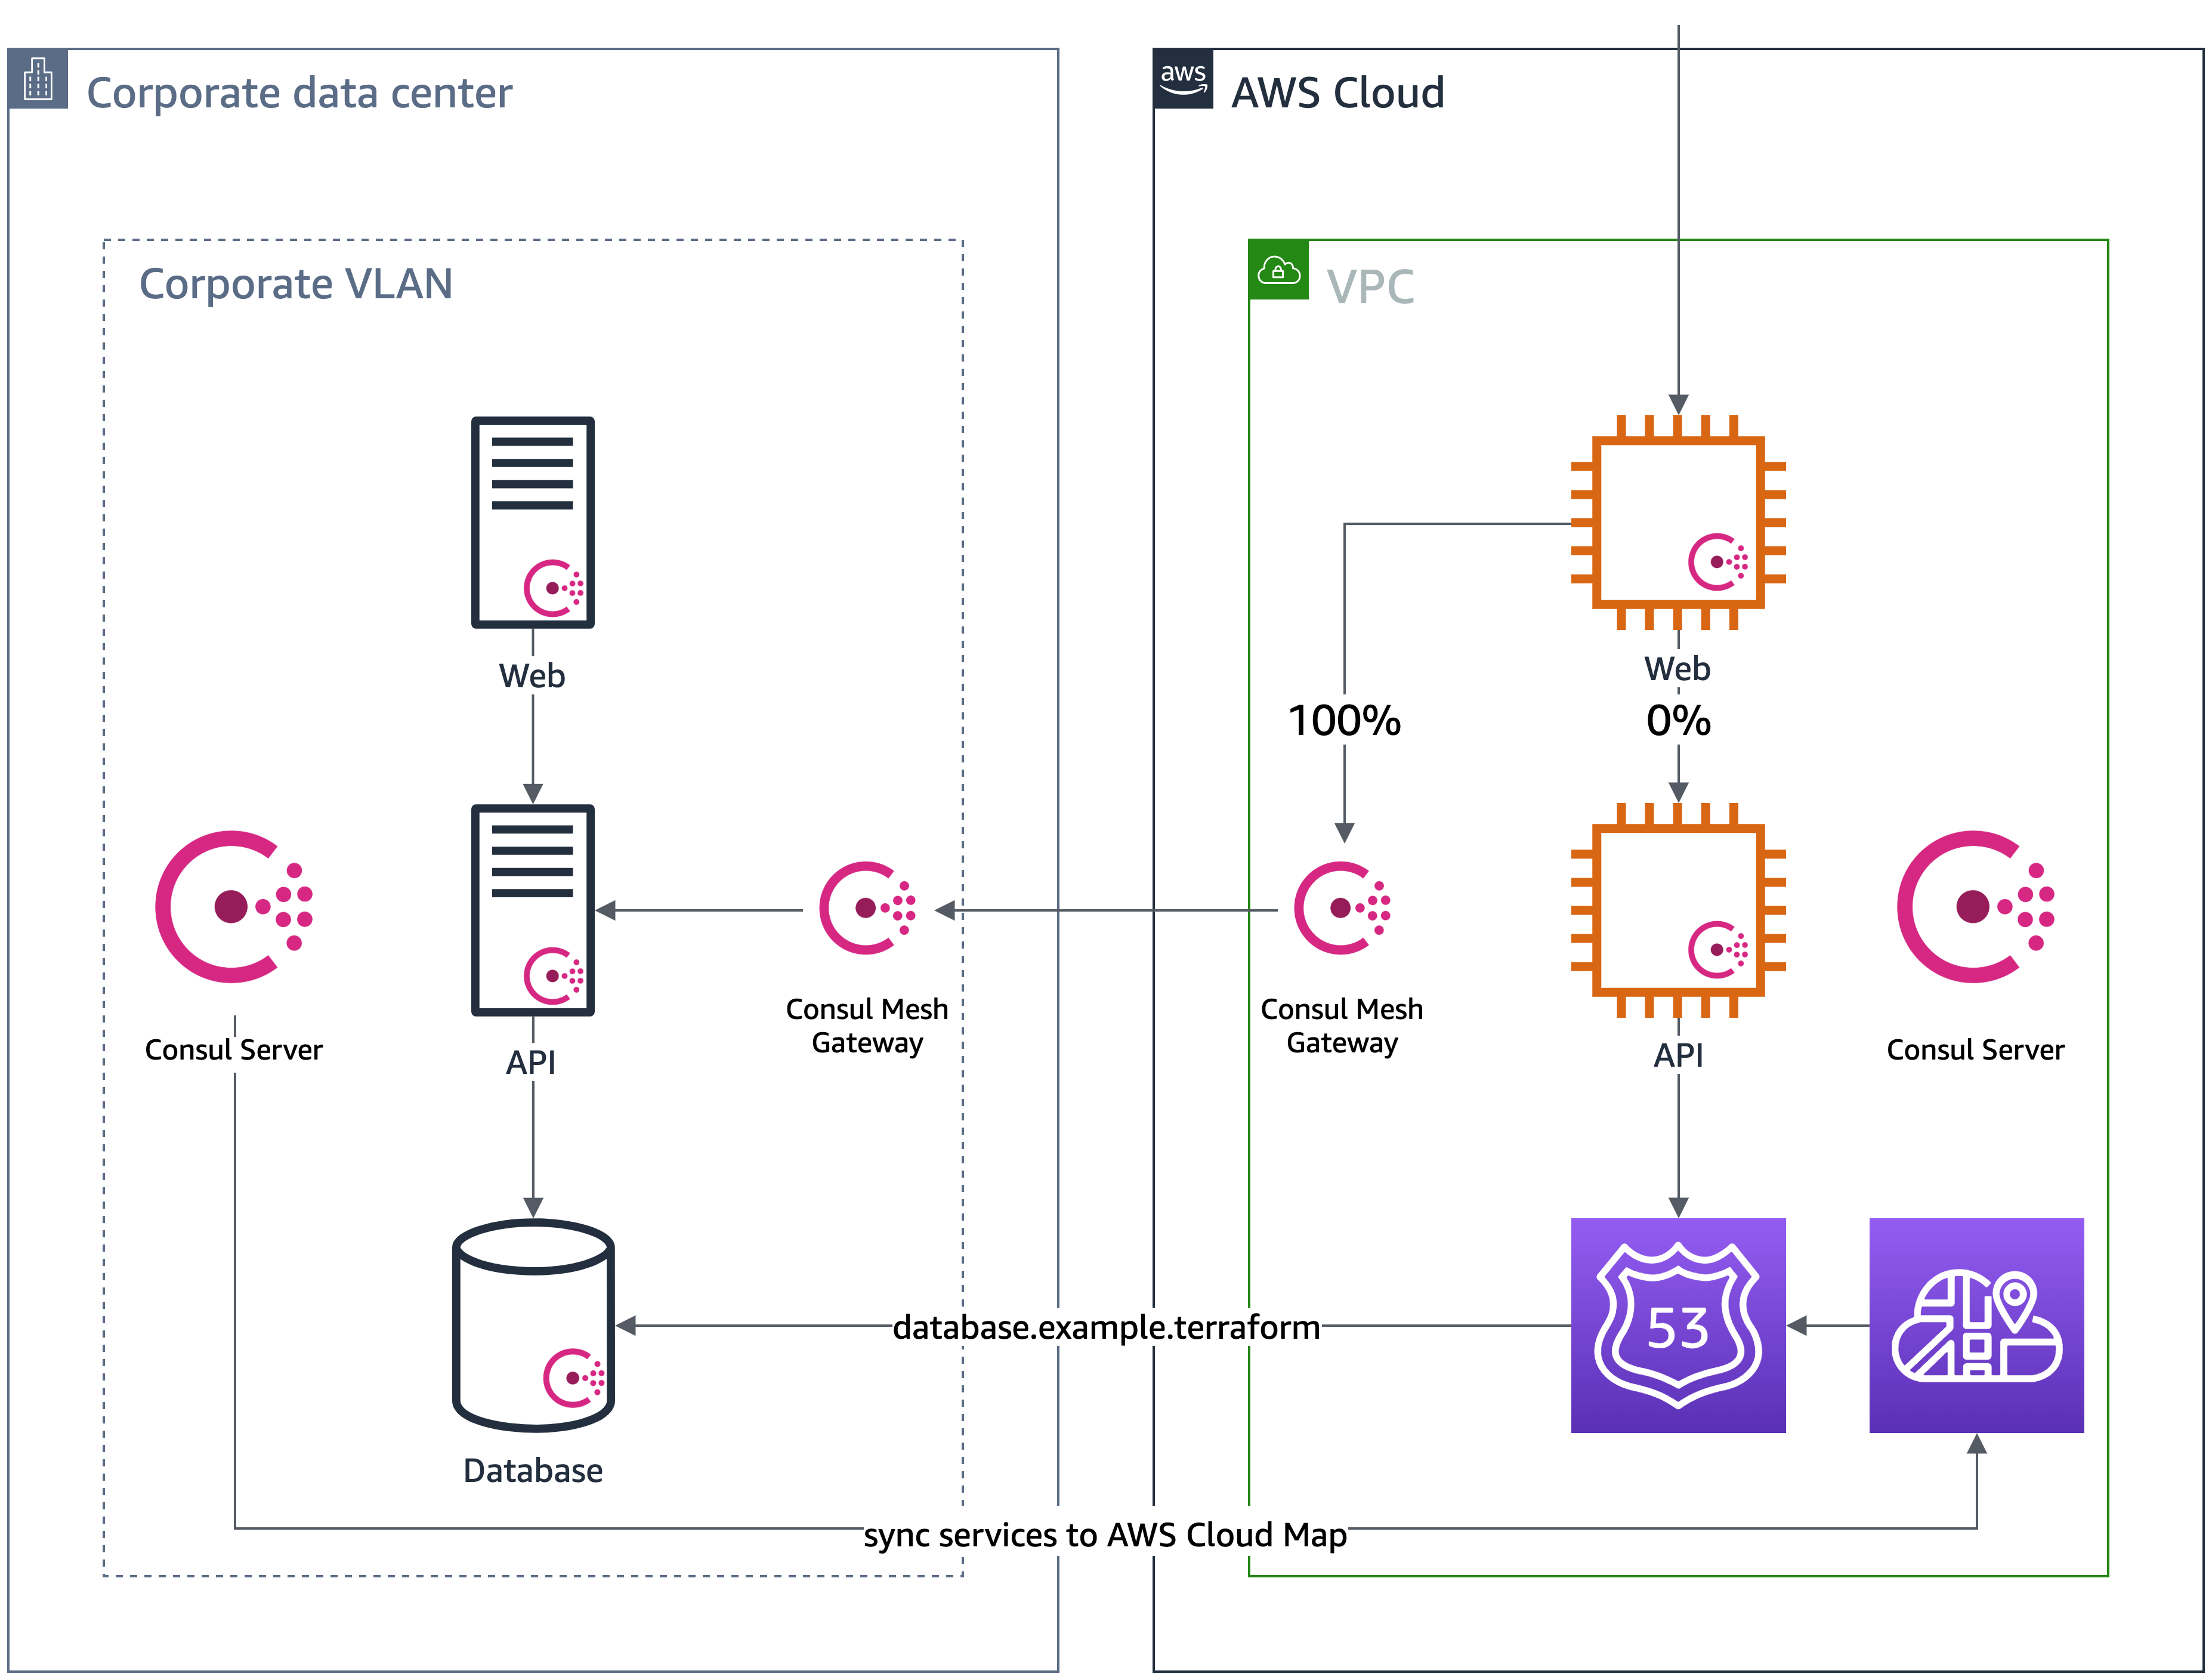 Corporate data center
aws
AWS Cloud
Corporate VLAN
VPC
Web
Web
100%
0%
Consul Server
API
Consul Mesh
Gateway
Consul Mesh
Gateway
API
Consul Server
53
database.example.terraform
Database
sync services to AWS Cloud Map